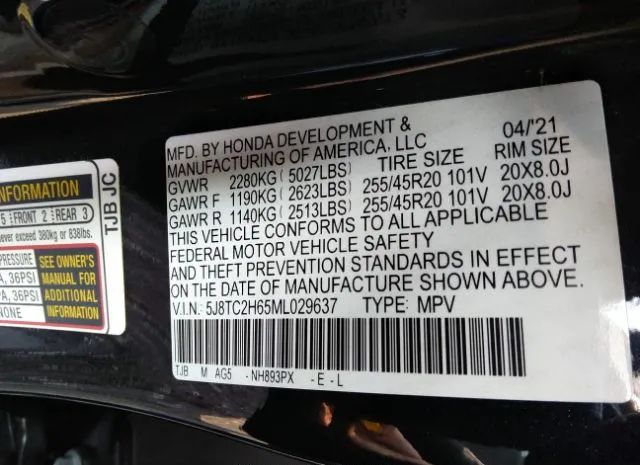 INFORMATION
5 FRONT 2 REAR 3
never exceed 380kg or 838lbs.
PRESSURE
A, 36PSI
PA, 36PSI
NONE
SEE OWNER'S
MANUAL FOR
ADDITIONAL
INFORMATION
TJB JC
MFD. BY HONDA DEVELOPMENT & 04/'21
MANUFACTURING OF AMERICA, LLC
GVWR 2280KG( 5027LBS) TIRE SIZE RIM SIZE
GAWR F 1190KG( 2623LBS) 255/45R20 101V 20X8.0J
GAWR R 1140KG( 2513LBS) 255/45R20 101V 20X8.0J
THIS VEHICLE CONFORMS TO ALL APPLICABLE
FEDERAL MOTOR VEHICLE SAFETY
AND THEFT PREVENTION STANDARDS IN EFFECT
ON THE DATE OF MANUFACTURE SHOWN ABOVE.
V.I.N.: 5J8TC2H65ML029637 TYPE: MPV
TJB M AG5 - NH893PX - E - L